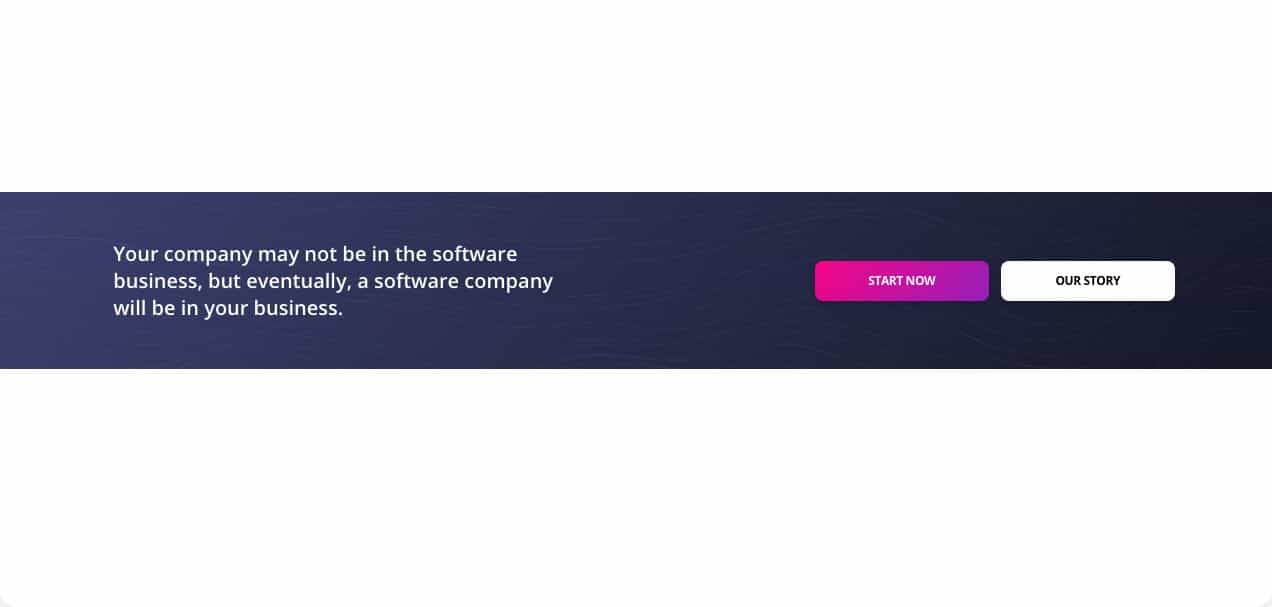 Your company may not be in the software
business, but eventually, a software company
will be in your business.
START NOW
OUR STORY